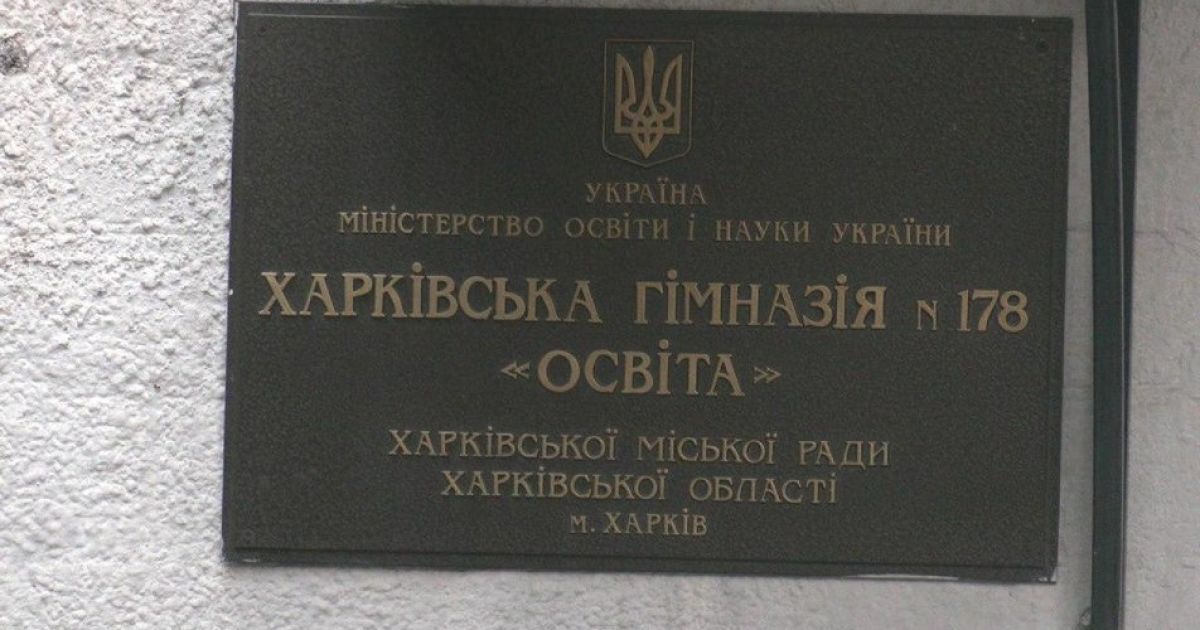 УКРАЇНА
МІНІСТЕРСТВО ОСВІТИ І НАУКИ УКРАЇНИ
ХАРКІВСЬКА ГІМНАЗІЯ N 178
«ОСВІТА»
ХАРКІВСЬКОЇ МІСЬКОЇ РАДИ
ХАРКІВСЬКОЇ ОБЛАСТІ
м. ХАРКІВ